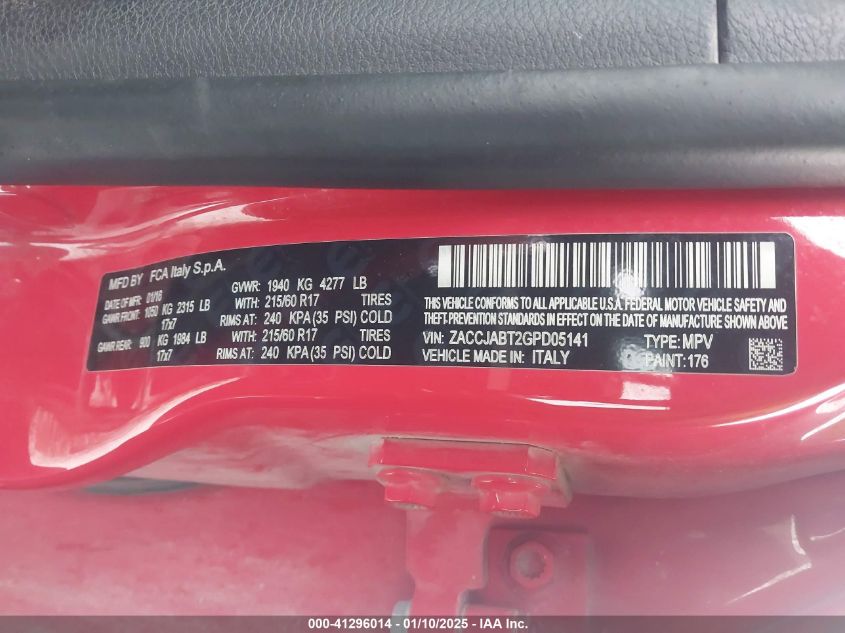 MFD BY FCA Italy S.p.A.
DATE OF MFR: 01/16 GVWR: 1940 KG 4277 LB
GAWR FRONT: 1050 KG 2315 LB WITH: 215/60 R17 TIRES
17x7 RIMS AT: 240 KPA (35 PSI) COLD
GAWR REAR: 900 KG 1984 LB WITH: 215/60 R17 TIRES
17x7 RIMS AT: 240 KPA (35 PSI) COLD
THIS VEHICLE CONFORMS TO ALL APPLICABLE U.S.A. FEDERAL MOTOR VEHICLE SAFETY AND
THEFT PREVENTION STANDARDS IN EFFECT ON THE DATE OF MANUFACTURE SHOWN ABOVE.
VIN: ZACCJABT2GPD05141 TYPE: MPV
VEHICLE MADE IN: ITALY PAINT: 176
000-41296014 - 01/10/2025 - IAA Inc.